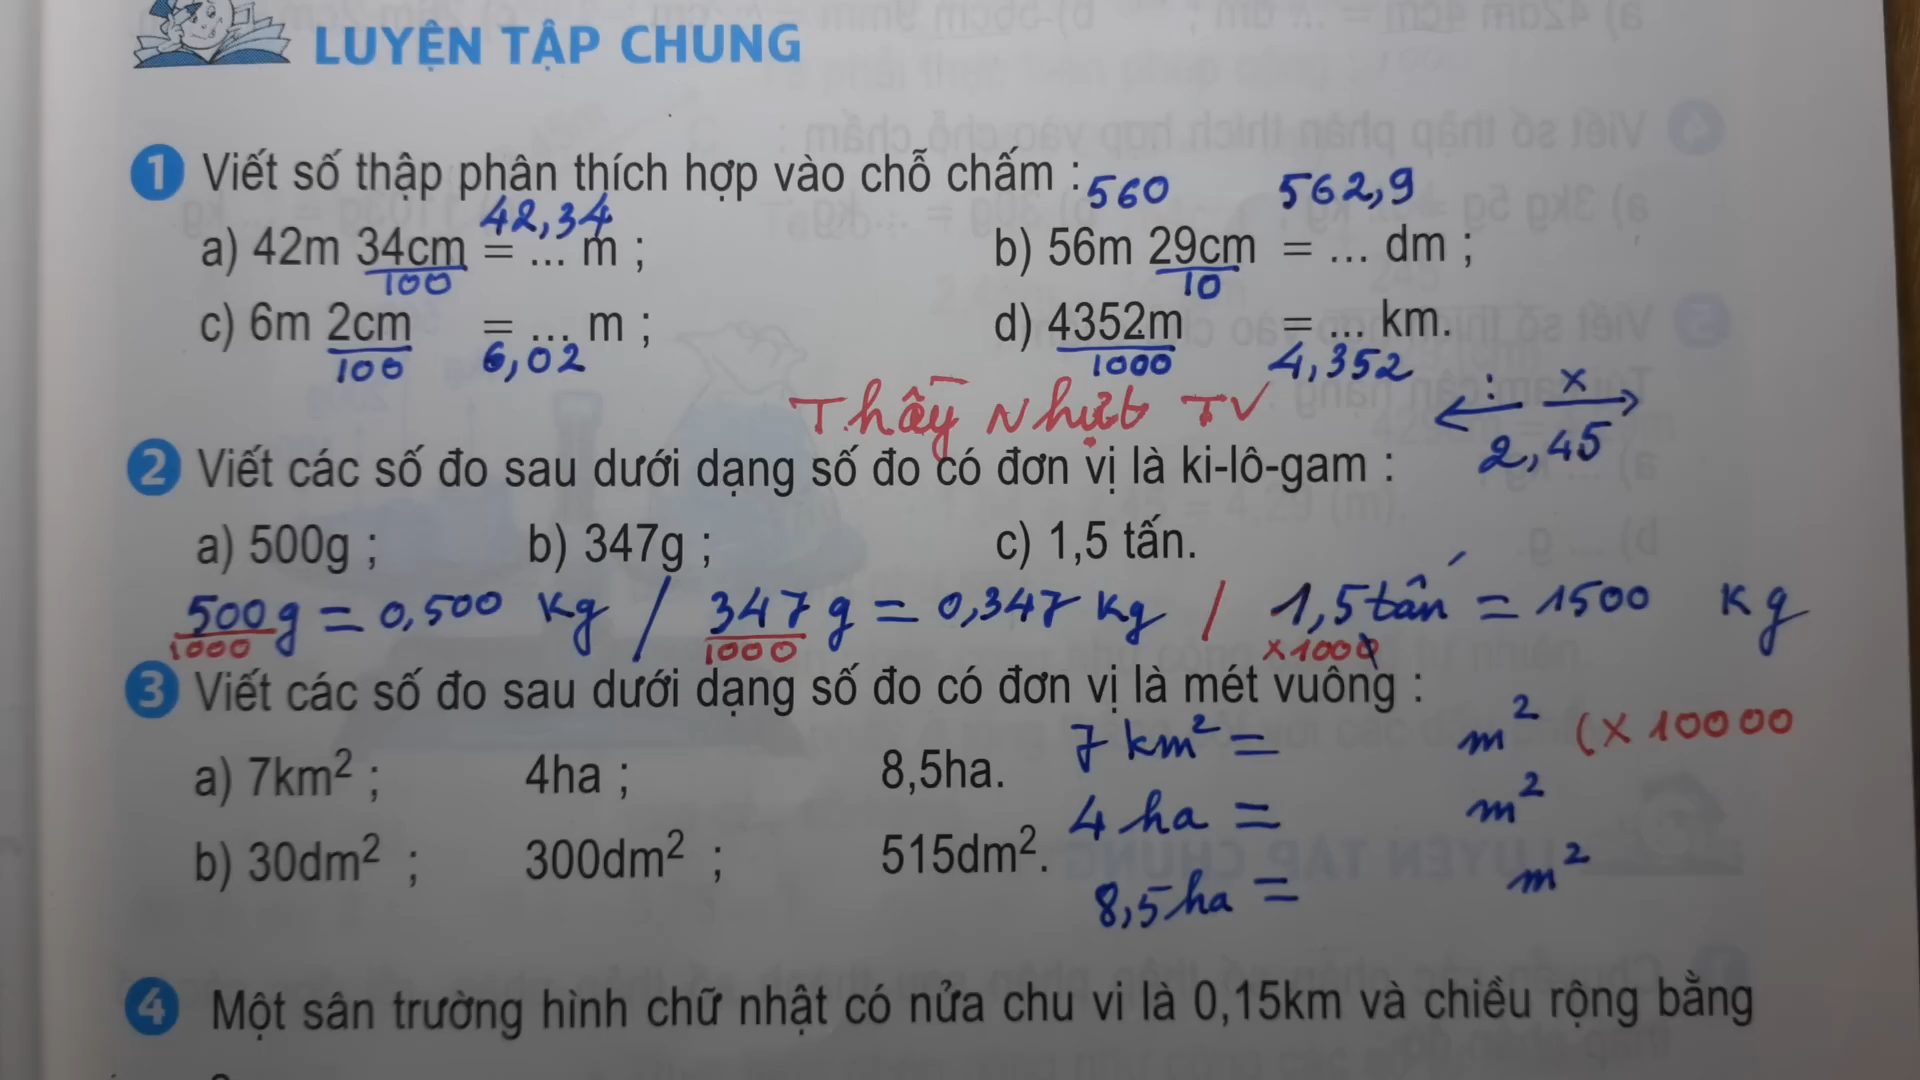 LUYỆN TẬP CHUNG
1 Viết số thập phân thích hợp vào chỗ chấm :
560 562,9
42,34
a) 42m 34cm = ... m ; b) 56m 29cm = ... dm ;
100 10
c) 6m 2cm = ... m ; d) 4352m = ... km.
100 6,02 1000 4,352
: x
Thầy Nhựt TV
2,45
2 Viết các số đo sau dưới dạng số đo có đơn vị là ki-lô-gam :
a) 500g ; b) 347g ; c) 1,5 tấn.
500g = 0,500 kg / 347g = 0,347 kg / 1,5 tấn = 1500 kg
1000 1000 x1000
3 Viết các số đo sau dưới dạng số đo có đơn vị là mét vuông :
7 km² = m² (x 10000
a) 7km² ; 4ha ; 8,5ha.
4 ha = m²
b) 30dm² ; 300dm² ; 515dm².
8,5ha = m²
4 Một sân trường hình chữ nhật có nửa chu vi là 0,15km và chiều rộng bằng